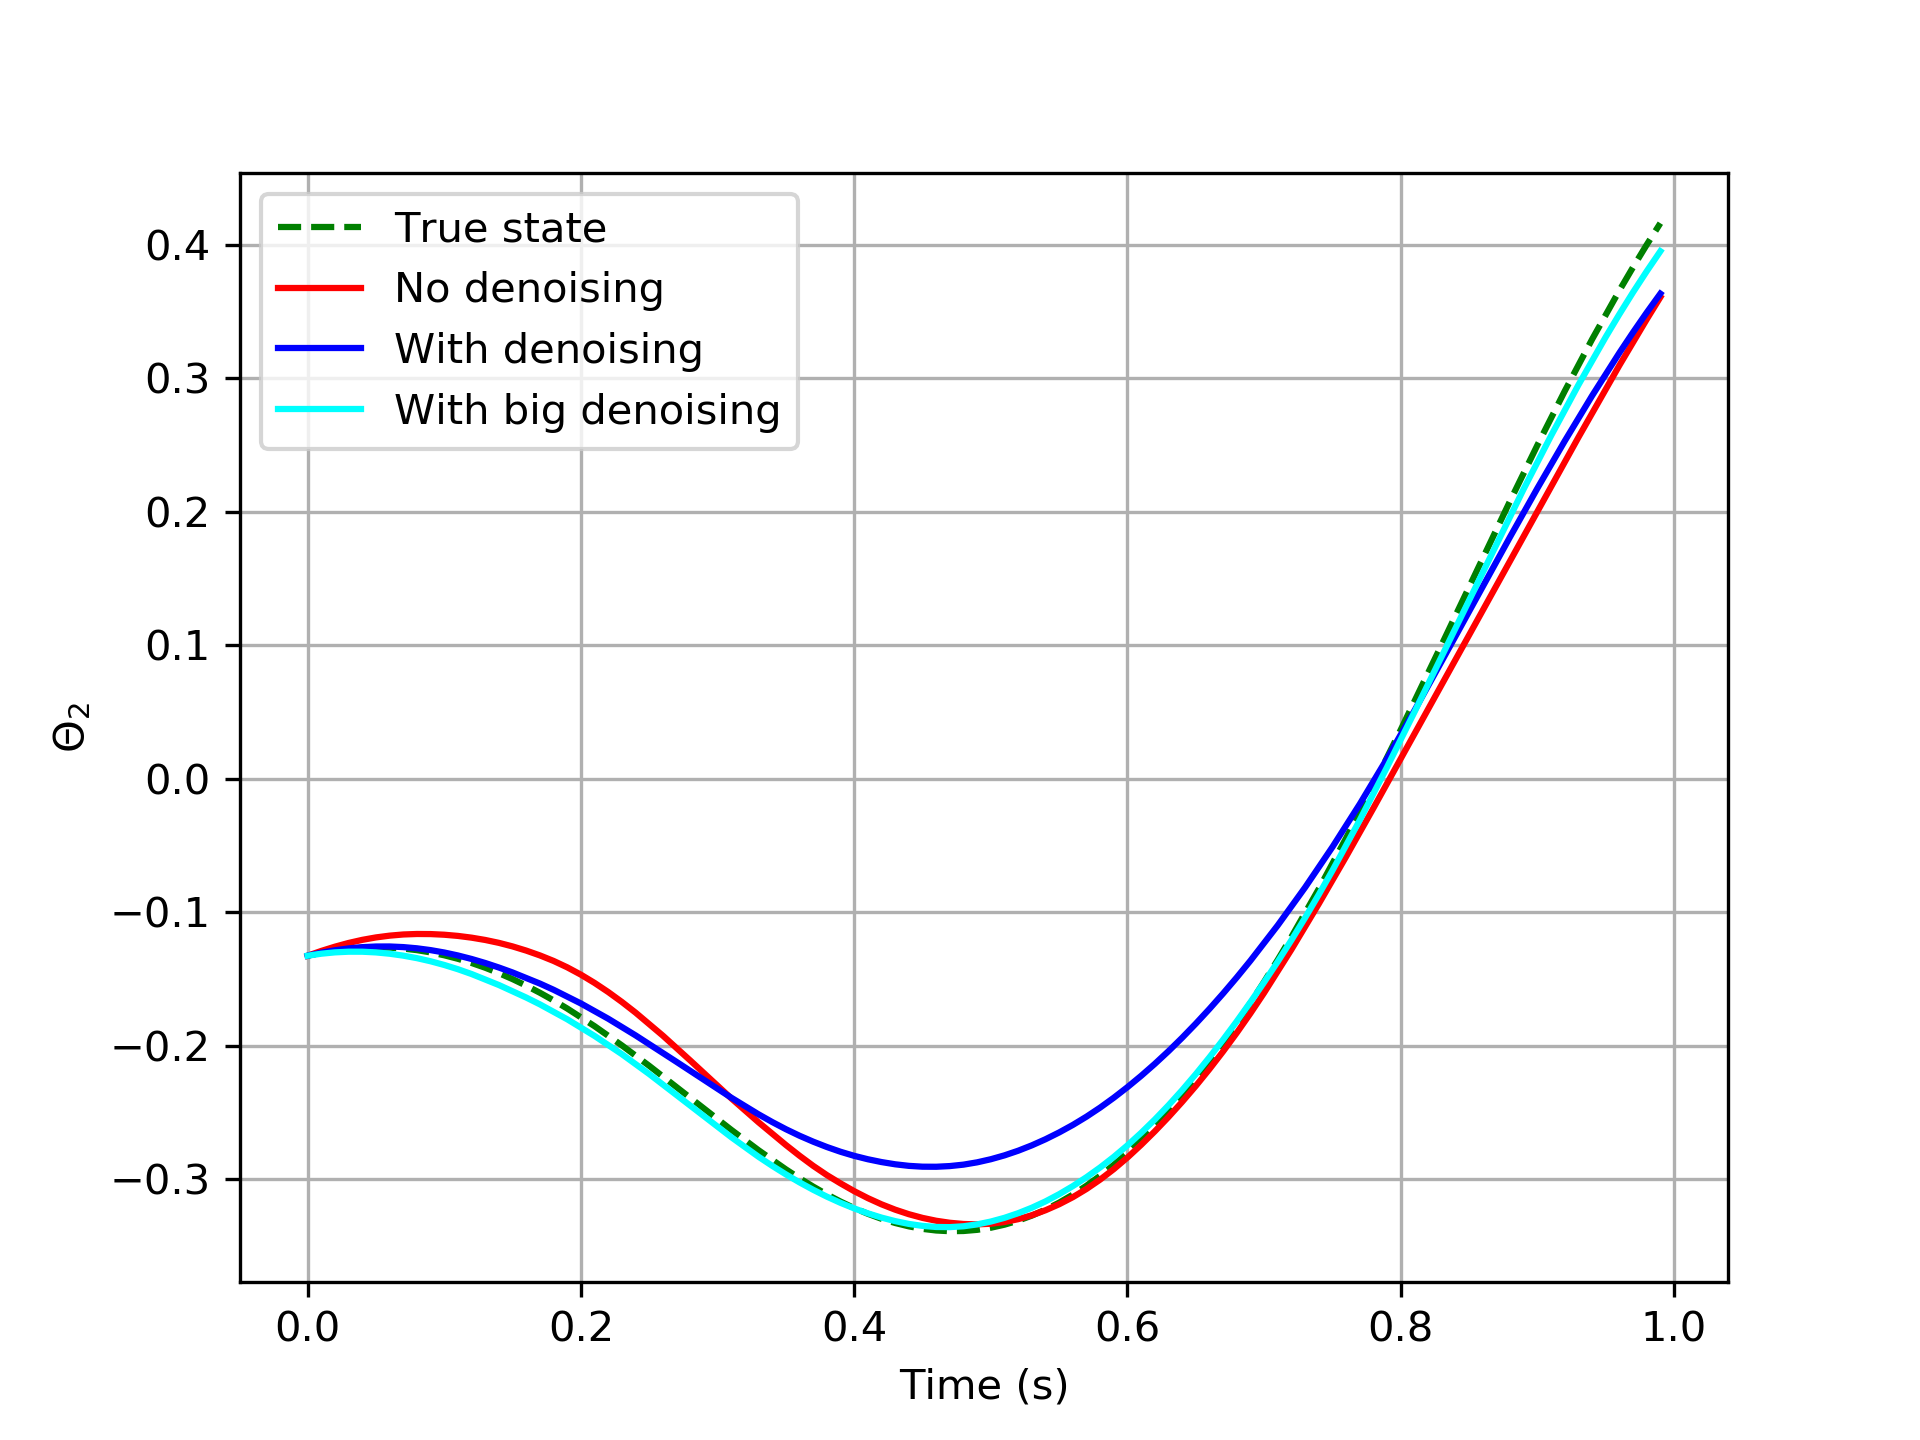 True state
No denoising
With denoising
With big denoising
0.4
0.3
0.2
0.1
0.0
−0.1
−0.2
−0.3
Θ₂
0.0 0.2 0.4 0.6 0.8 1.0
Time (s)